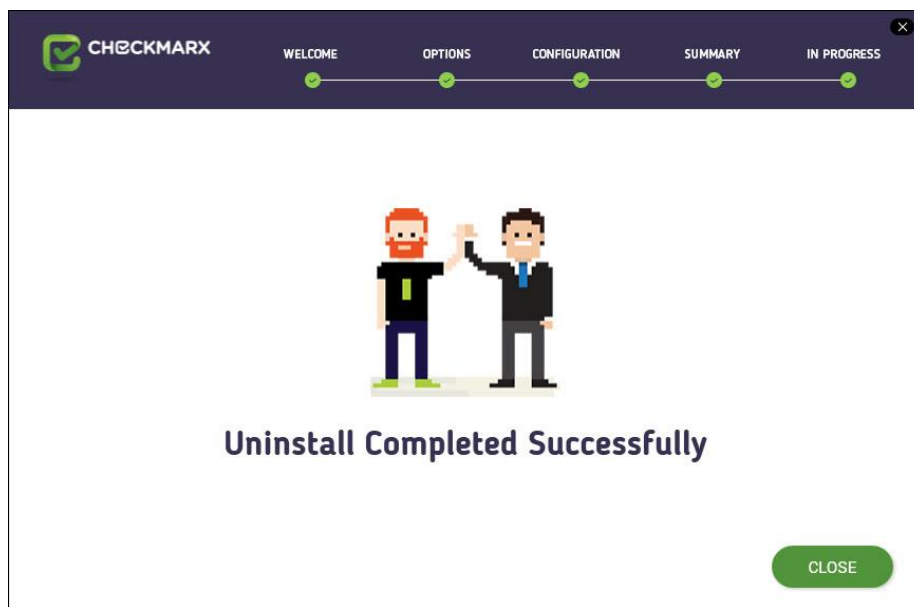 CHECKMARX
WELCOME
OPTIONS
CONFIGURATION
SUMMARY
IN PROGRESS
Uninstall Completed Successfully
CLOSE